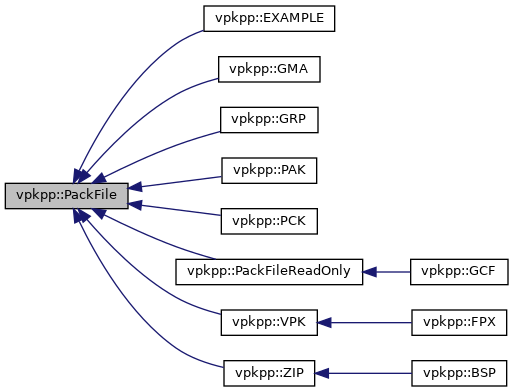 vpkpp::EXAMPLE
vpkpp::GMA
vpkpp::GRP
vpkpp::PAK
vpkpp::PackFile
vpkpp::PCK
vpkpp::PackFileReadOnly
vpkpp::GCF
vpkpp::VPK
vpkpp::FPX
vpkpp::ZIP
vpkpp::BSP